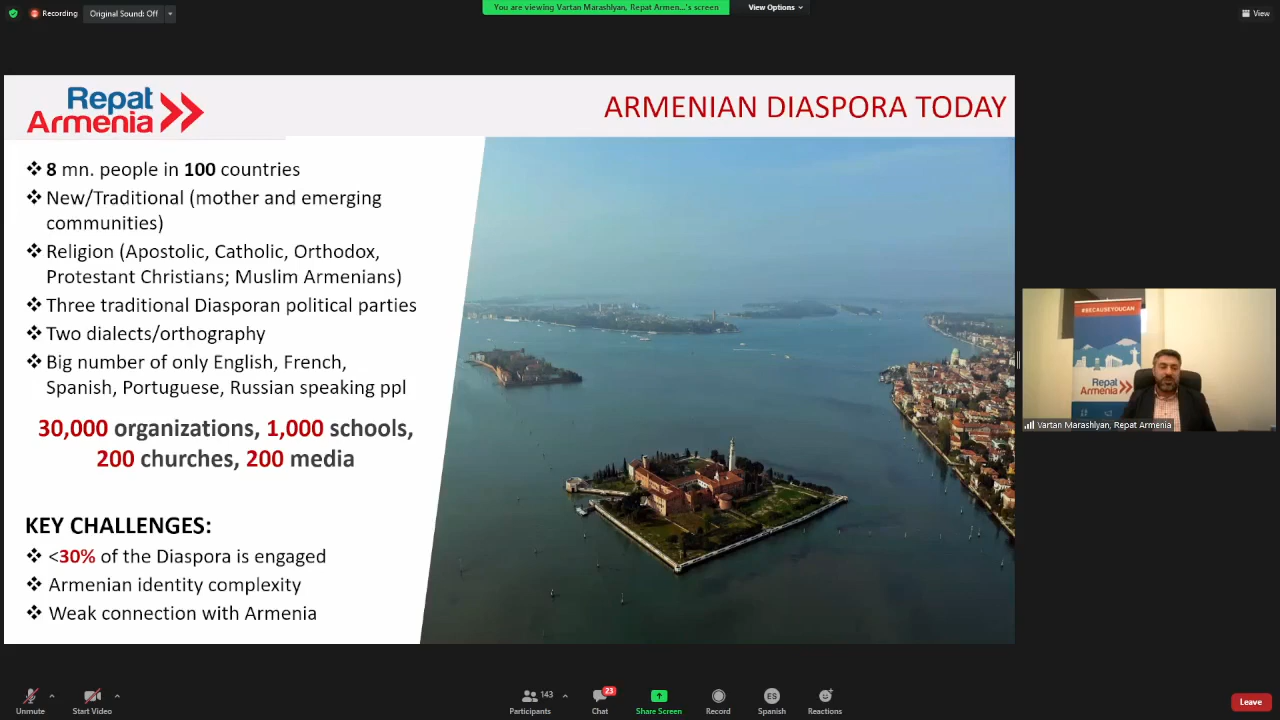 Recording
Original Sound: Off
You are viewing Vartan Marashlyan, Repat Armen...'s screen
View Options
View
Repat
Armenia
ARMENIAN DIASPORA TODAY
8 mn. people in 100 countries
New/Traditional (mother and emerging
communities)
Religion (Apostolic, Catholic, Orthodox,
Protestant Christians; Muslim Armenians)
Three traditional Diasporan political parties
Two dialects/orthography
Big number of only English, French,
Spanish, Portuguese, Russian speaking ppl
30,000 organizations, 1,000 schools,
200 churches, 200 media
KEY CHALLENGES:
<30% of the Diaspora is engaged
Armenian identity complexity
Weak connection with Armenia
#BECAUSEYOUCAN
Repat
Armenia
Vartan Marashlyan, Repat Armenia
Unmute
Start Video
143
Participants
23
Chat
Share Screen
Record
ES
Spanish
Reactions
Leave